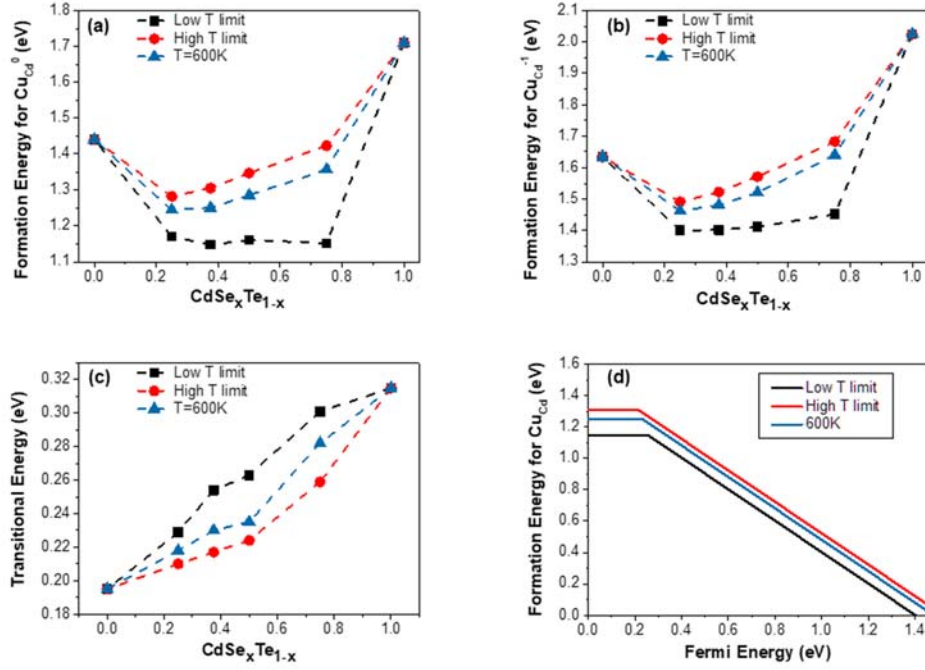 (a)
Low T limit
High T limit
T=600K
Formation Energy for Cu_Cd^0 (eV)
1.8
1.7
1.6
1.5
1.4
1.3
1.2
1.1
0.0 0.2 0.4 0.6 0.8 1.0
CdSe_xTe_1-x
(b)
Low T limit
High T limit
T=600K
Formation Energy for Cu_Cd^-1 (eV)
2.1
2.0
1.9
1.8
1.7
1.6
1.5
1.4
1.3
0.0 0.2 0.4 0.6 0.8 1.0
CdSe_xTe_1-x
(c)
Low T limit
High T limit
T=600K
Transitional Energy (eV)
0.32
0.30
0.28
0.26
0.24
0.22
0.20
0.18
0.0 0.2 0.4 0.6 0.8 1.0
CdSe_xTe_1-x
(d)
Low T limit
High T limit
600K
Formation Energy for Cu_Cd (eV)
1.6
1.4
1.2
1.0
0.8
0.6
0.4
0.2
0.0
0.0 0.2 0.4 0.6 0.8 1.0 1.2 1.4
Fermi Energy (eV)